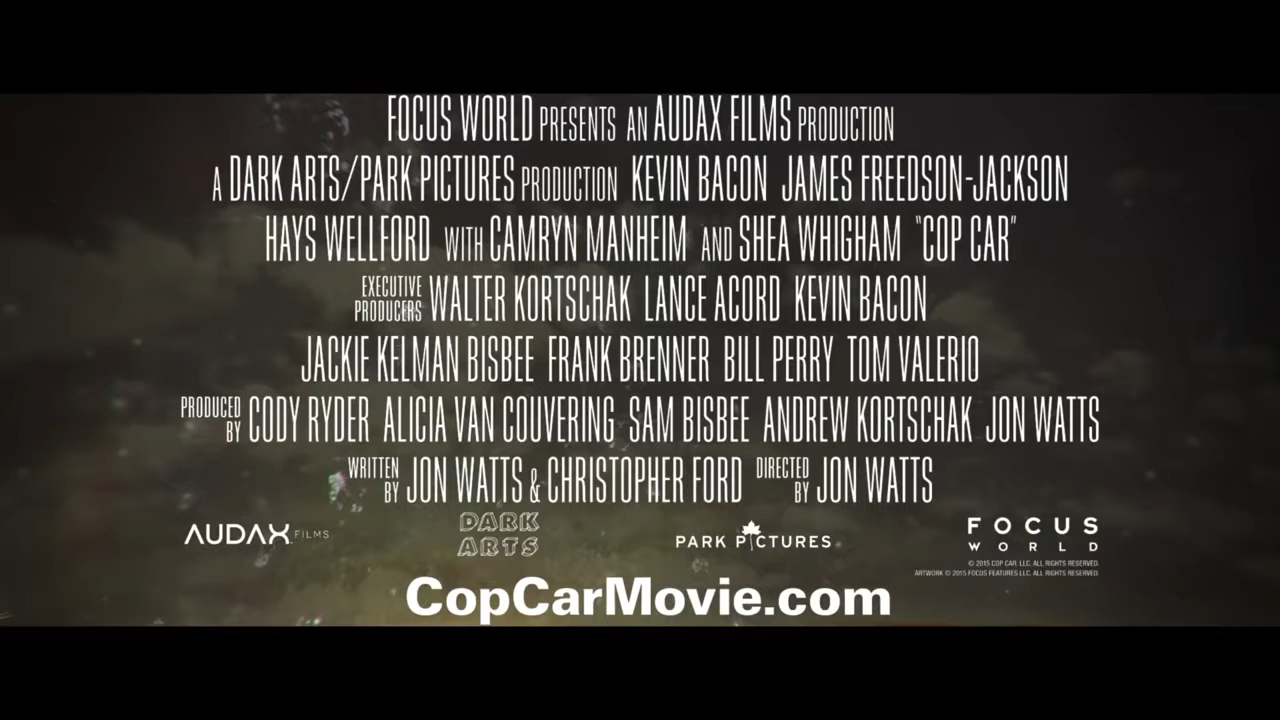 FOCUS WORLD PRESENTS AN AUDAX FILMS PRODUCTION
A DARK ARTS/PARK PICTURES PRODUCTION KEVIN BACON JAMES FREEDSON-JACKSON
HAYS WELLFORD WITH CAMRYN MANHEIM AND SHEA WHIGHAM "COP CAR"
EXECUTIVE PRODUCERS WALTER KORTSCHAK LANCE ACORD KEVIN BACON
JACKIE KELMAN BISBEE FRANK BRENNER BILL PERRY TOM VALERIO
PRODUCED BY CODY RYDER ALICIA VAN COUVERING SAM BISBEE ANDREW KORTSCHAK JON WATTS
WRITTEN BY JON WATTS & CHRISTOPHER FORD DIRECTED BY JON WATTS
AUDAX FILMS
DARK
ARTS
PARK PICTURES
FOCUS
WORLD
© 2015 COP CAR, LLC. ALL RIGHTS RESERVED.
ARTWORK © 2015 FOCUS FEATURES LLC. ALL RIGHTS RESERVED.
CopCarMovie.com